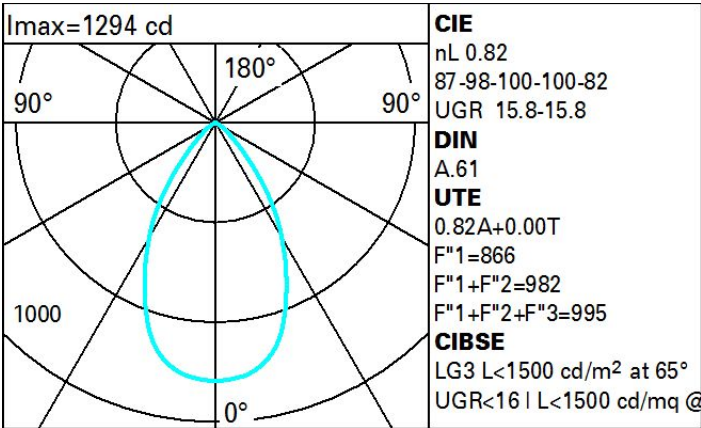 Imax=1294 cd
180°
90°
90°
1000
0°
CIE
nL 0.82
87-98-100-100-82
UGR 15.8-15.8
DIN
A.61
UTE
0.82A+0.00T
F"1=866
F"1+F"2=982
F"1+F"2+F"3=995
CIBSE
LG3 L<1500 cd/m² at 65°
UGR<16 | L<1500 cd/mq @